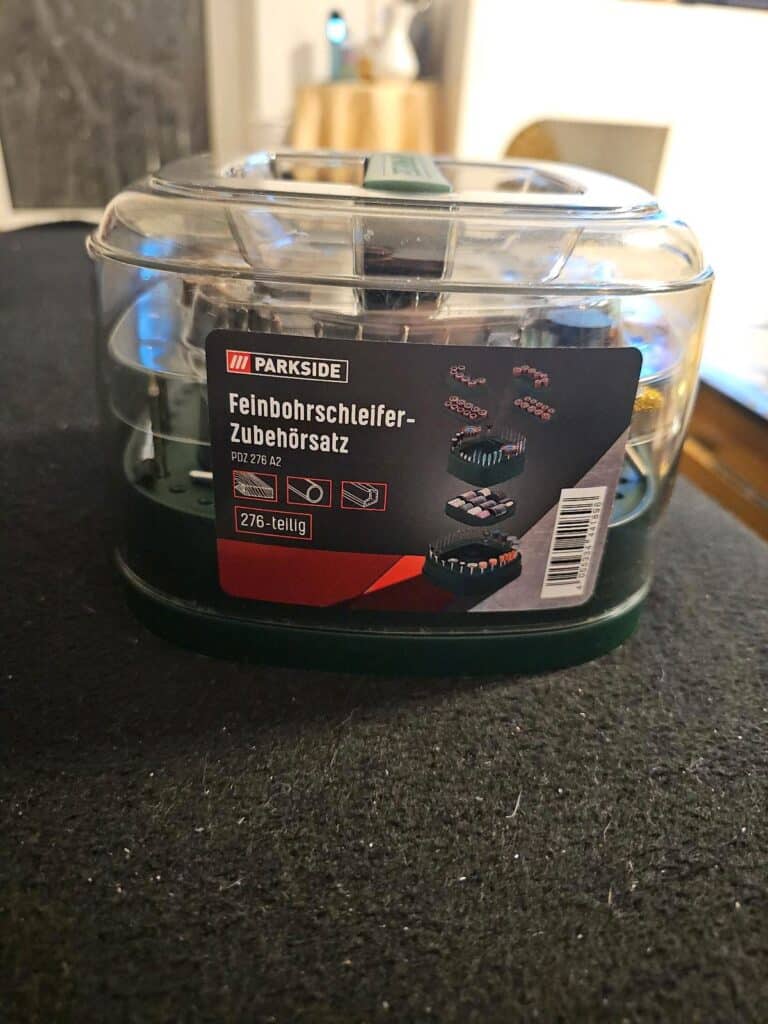 PARKSIDE
Feinbohrschleifer-
Zubehörsatz
PDZ 276 A2
276-teilig